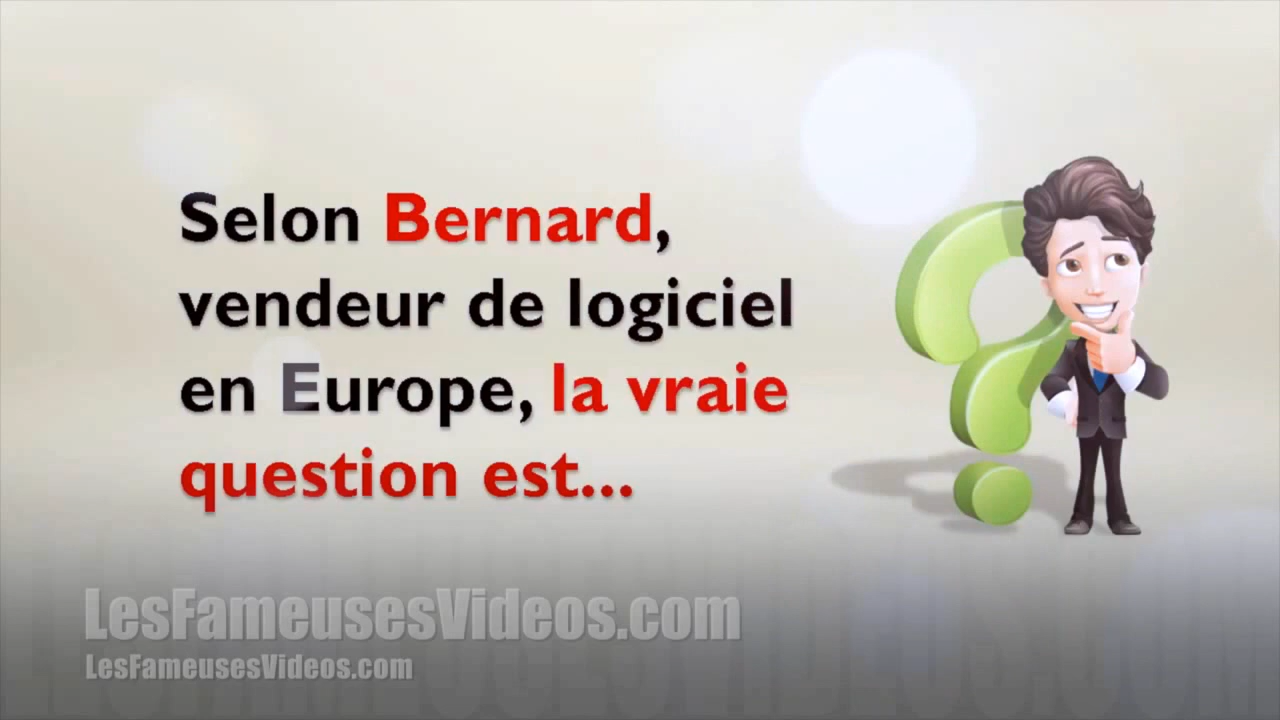 Selon Bernard,
vendeur de logiciel
en Europe, la vraie
question est...
LesFameusesVideos.com
LesFameusesVideos.com